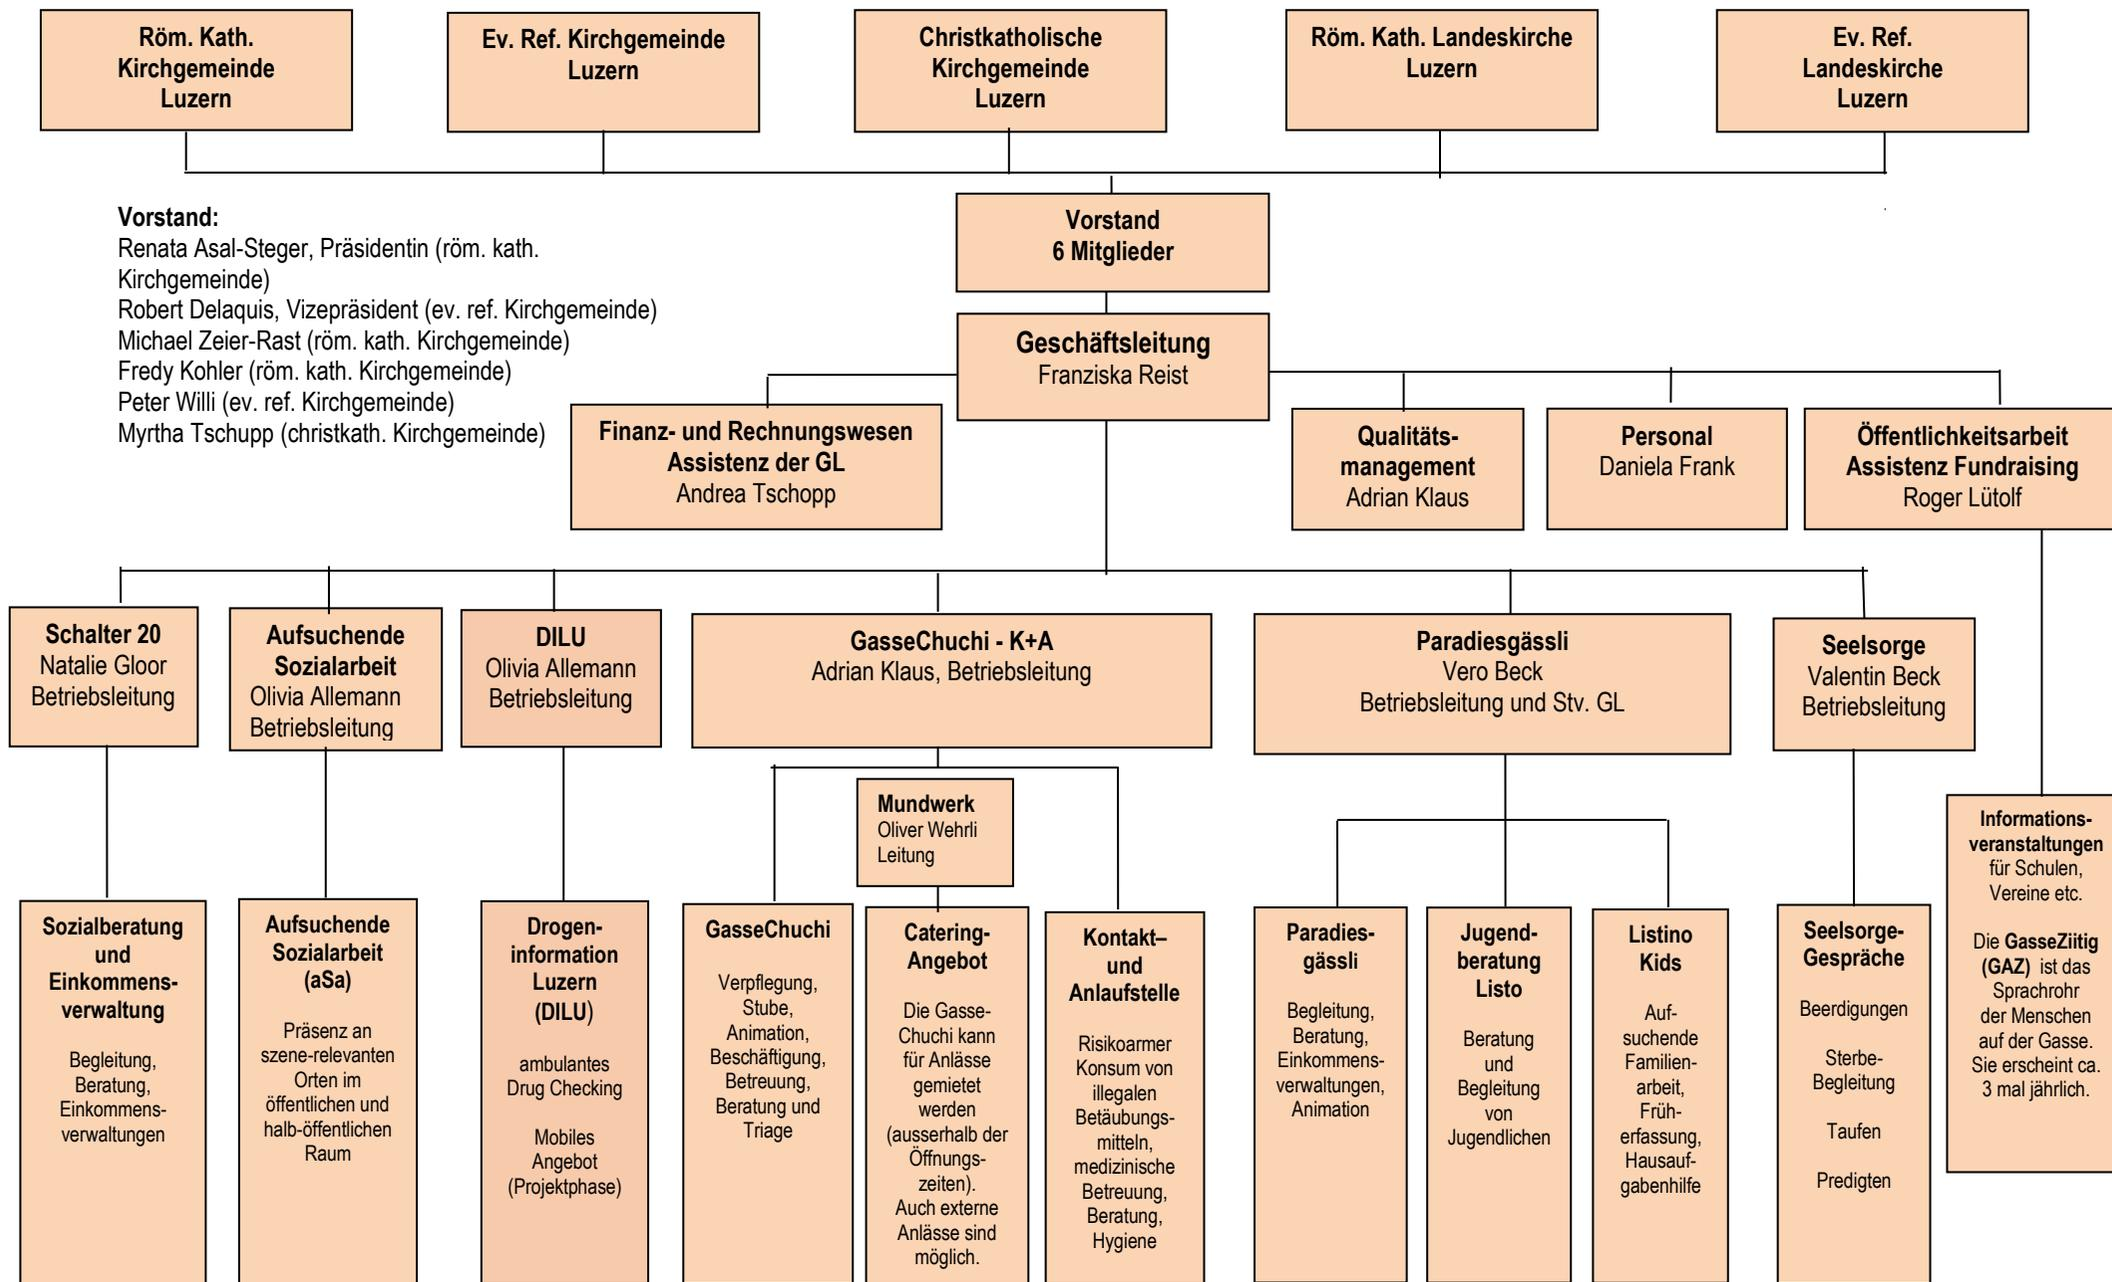 Röm. Kath.
Kirchgemeinde
Luzern
Ev. Ref. Kirchgemeinde
Luzern
Christkatholische
Kirchgemeinde
Luzern
Röm. Kath. Landeskirche
Luzern
Ev. Ref.
Landeskirche
Luzern
Vorstand:
Renata Asal-Steger, Präsidentin (röm. kath.
Kirchgemeinde)
Robert Delaquis, Vizepräsident (ev. ref. Kirchgemeinde)
Michael Zeier-Rast (röm. kath. Kirchgemeinde)
Fredy Kohler (röm. kath. Kirchgemeinde)
Peter Willi (ev. ref. Kirchgemeinde)
Myrtha Tschupp (christkath. Kirchgemeinde)
Vorstand
6 Mitglieder
Geschäftsleitung
Franziska Reist
Finanz- und Rechnungswesen
Assistenz der GL
Andrea Tschopp
Qualitäts-
management
Adrian Klaus
Personal
Daniela Frank
Öffentlichkeitsarbeit
Assistenz Fundraising
Roger Lütolf
Schalter 20
Natalie Gloor
Betriebsleitung
Aufsuchende
Sozialarbeit
Olivia Allemann
Betriebsleitung
DILU
Olivia Allemann
Betriebsleitung
GasseChuchi - K+A
Adrian Klaus, Betriebsleitung
Paradiesgässli
Vero Beck
Betriebsleitung und Stv. GL
Seelsorge
Valentin Beck
Betriebsleitung
Mundwerk
Oliver Wehrli
Leitung
Informations-
veranstaltungen
für Schulen,
Vereine etc.
Die GasseZiitig
(GAZ) ist das
Sprachrohr
der Menschen
auf der Gasse.
Sie erscheint ca.
3 mal jährlich.
Sozialberatung
und
Einkommens-
verwaltung
Begleitung,
Beratung,
Einkommens-
verwaltungen
Aufsuchende
Sozialarbeit
(aSa)
Präsenz an
szene-relevanten
Orten im
öffentlichen und
halb-öffentlichen
Raum
Drogen-
information
Luzern
(DILU)
ambulantes
Drug Checking
Mobiles
Angebot
(Projektphase)
GasseChuchi
Verpflegung,
Stube,
Animation,
Beschäftigung,
Betreuung,
Beratung und
Triage
Catering-
Angebot
Die Gasse-
Chuchi kann
für Anlässe
gemietet
werden
(ausserhalb der
Öffnungs-
zeiten).
Auch externe
Anlässe sind
möglich.
Kontakt–
und
Anlaufstelle
Risikoarmer
Konsum von
illegalen
Betäubungs-
mitteln,
medizinische
Betreuung,
Beratung,
Hygiene
Paradies-
gässli
Begleitung,
Beratung,
Einkommens-
verwaltungen,
Animation
Jugend-
beratung
Listo
Beratung
und
Begleitung
von
Jugendlichen
Listino
Kids
Auf-
suchende
Familien-
arbeit,
Früh-
erfassung,
Hausauf-
gabenhilfe
Seelsorge-
Gespräche
Beerdigungen
Sterbe-
Begleitung
Taufen
Predigten